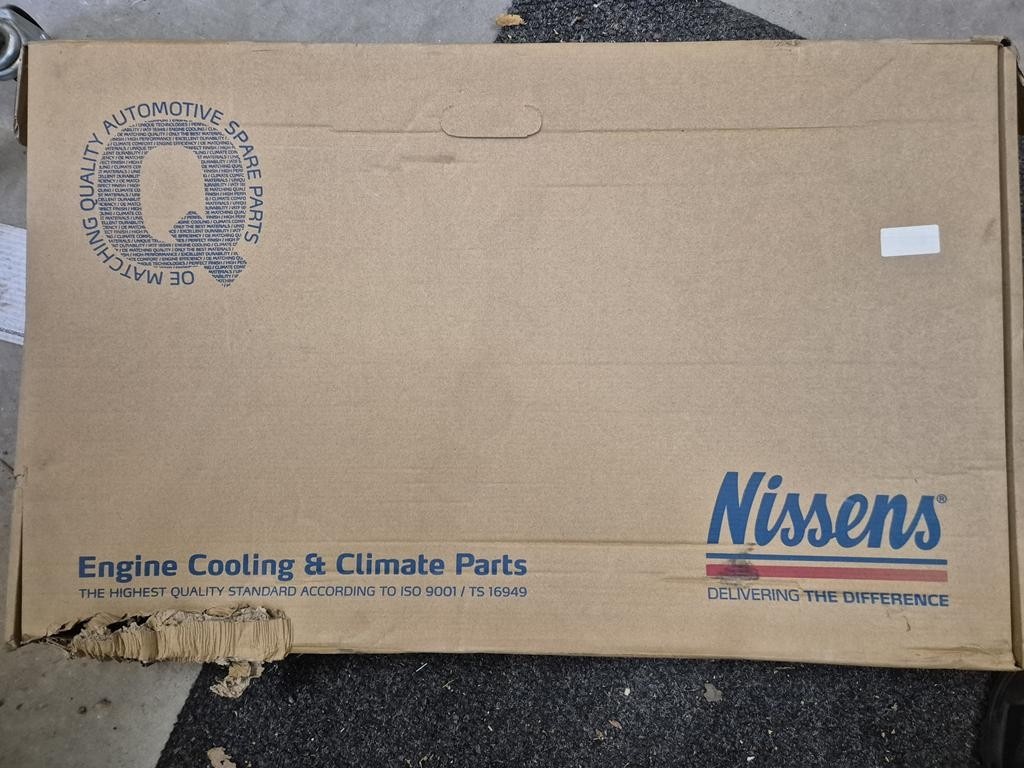 OE MATCHING QUALITY AUTOMOTIVE SPARE PARTS
Nissens®
Engine Cooling & Climate Parts
THE HIGHEST QUALITY STANDARD ACCORDING TO ISO 9001 / TS 16949
DELIVERING THE DIFFERENCE